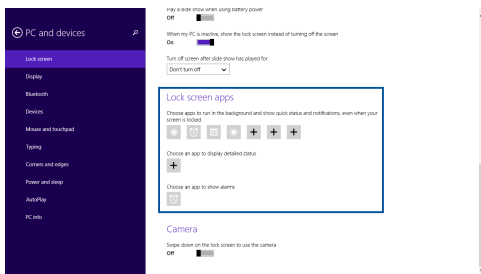 Play a slide show when using battery power
Off
PC and devices
When my PC is inactive, show the lock screen instead of turning off the screen
On
Lock screen
Turn off screen after slide show has played for
Don't turn off
Display
Bluetooth
Devices
Mouse and touchpad
Typing
Corners and edges
Power and sleep
AutoPlay
PC info
Lock screen apps
Choose apps to run in the background and show quick status and notifications, even when your
screen is locked
Choose an app to display detailed status
Choose an app to show alarms
Camera
Swipe down on the lock screen to use the camera
Off